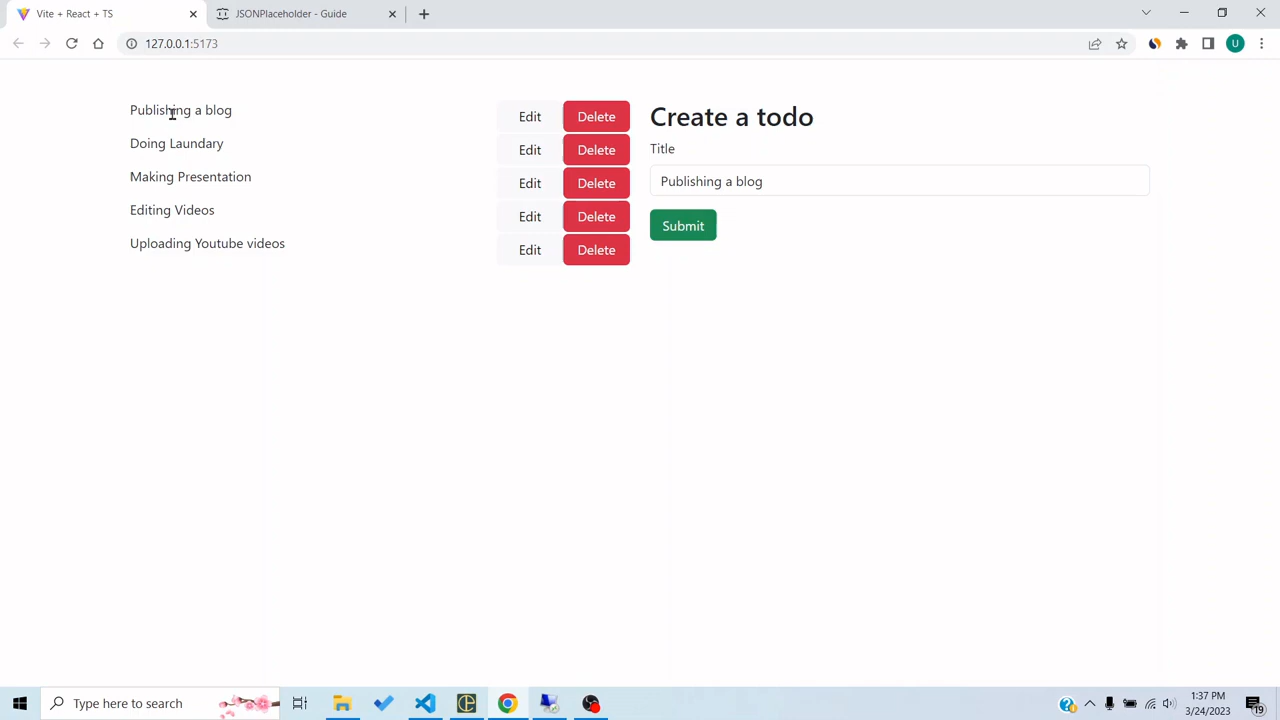 Vite + React + TS
JSONPlaceholder - Guide
127.0.0.1:5173
U
Publishing a blog
Edit
Delete
Doing Laundary
Edit
Delete
Making Presentation
Edit
Delete
Editing Videos
Edit
Delete
Uploading Youtube videos
Edit
Delete
Create a todo
Title
Publishing a blog
Submit
Type here to search
1:37 PM
3/24/2023
19